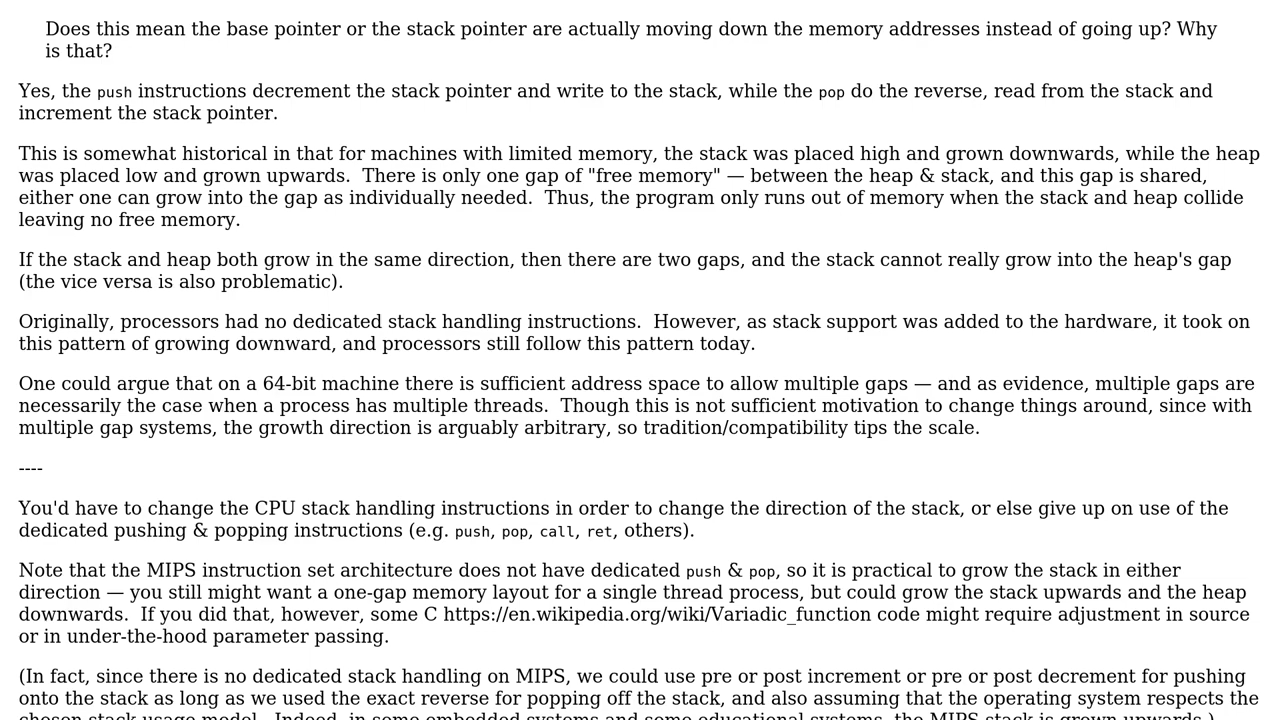 Does this mean the base pointer or the stack pointer are actually moving down the memory addresses instead of going up? Why
is that?
Yes, the push instructions decrement the stack pointer and write to the stack, while the pop do the reverse, read from the stack and
increment the stack pointer.
This is somewhat historical in that for machines with limited memory, the stack was placed high and grown downwards, while the heap
was placed low and grown upwards.  There is only one gap of "free memory" — between the heap & stack, and this gap is shared,
either one can grow into the gap as individually needed.  Thus, the program only runs out of memory when the stack and heap collide
leaving no free memory.
If the stack and heap both grow in the same direction, then there are two gaps, and the stack cannot really grow into the heap's gap
(the vice versa is also problematic).
Originally, processors had no dedicated stack handling instructions.  However, as stack support was added to the hardware, it took on
this pattern of growing downward, and processors still follow this pattern today.
One could argue that on a 64-bit machine there is sufficient address space to allow multiple gaps — and as evidence, multiple gaps are
necessarily the case when a process has multiple threads.  Though this is not sufficient motivation to change things around, since with
multiple gap systems, the growth direction is arguably arbitrary, so tradition/compatibility tips the scale.
----
You'd have to change the CPU stack handling instructions in order to change the direction of the stack, or else give up on use of the
dedicated pushing & popping instructions (e.g. push, pop, call, ret, others).
Note that the MIPS instruction set architecture does not have dedicated push & pop, so it is practical to grow the stack in either
direction — you still might want a one-gap memory layout for a single thread process, but could grow the stack upwards and the heap
downwards.  If you did that, however, some C https://en.wikipedia.org/wiki/Variadic_function code might require adjustment in source
or in under-the-hood parameter passing.
(In fact, since there is no dedicated stack handling on MIPS, we could use pre or post increment or pre or post decrement for pushing
onto the stack as long as we used the exact reverse for popping off the stack, and also assuming that the operating system respects the
chosen stack usage model.  Indeed, in some embedded systems and some educational systems, the MIPS stack is grown upwards.)